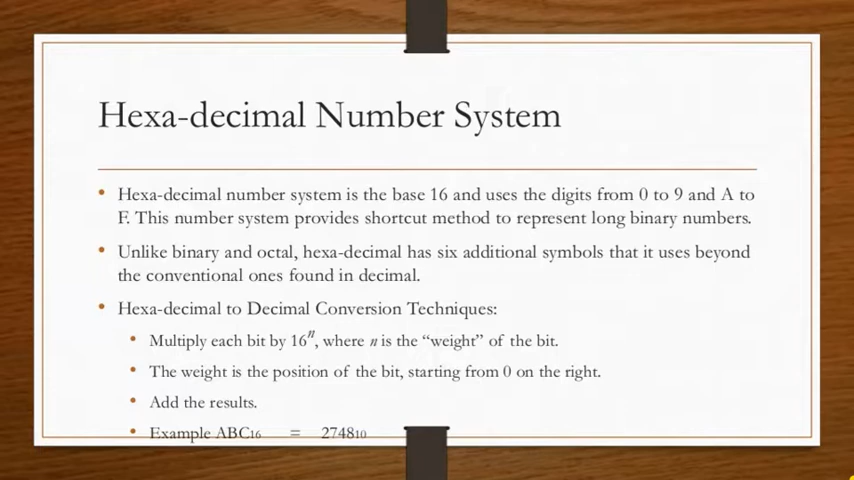 Hexa-decimal Number System
• Hexa-decimal number system is the base 16 and uses the digits from 0 to 9 and A to
F. This number system provides shortcut method to represent long binary numbers.
• Unlike binary and octal, hexa-decimal has six additional symbols that it uses beyond
the conventional ones found in decimal.
• Hexa-decimal to Decimal Conversion Techniques:
• Multiply each bit by 16ⁿ, where n is the “weight” of the bit.
• The weight is the position of the bit, starting from 0 on the right.
• Add the results.
• Example ABC₁₆ = 2748₁₀